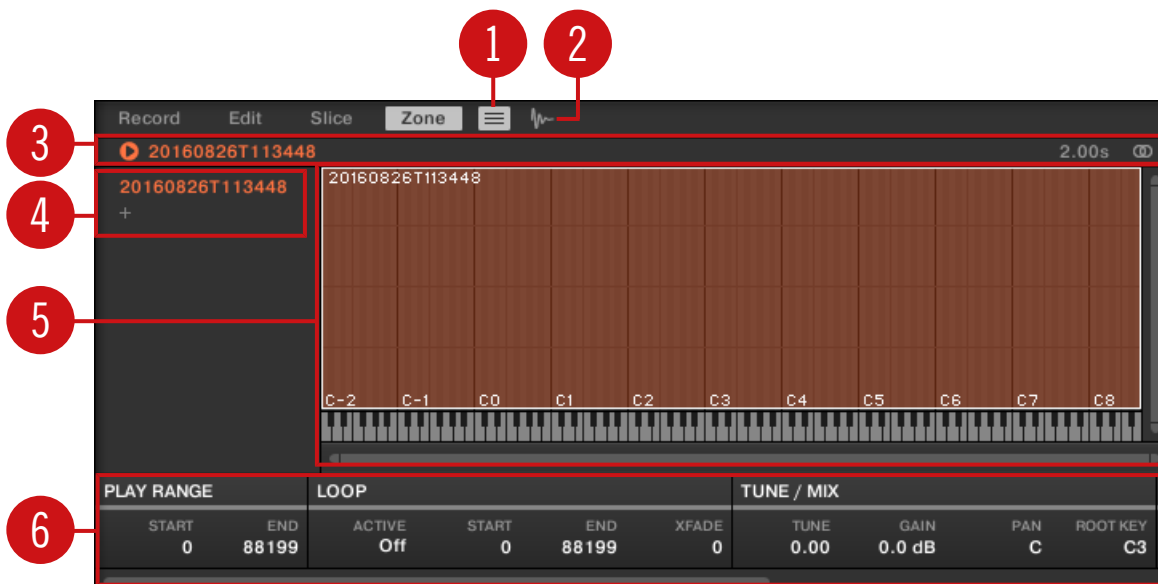 1 2
Record Edit Slice Zone
3
20160826T113448 2.00s
4
20160826T113448
+
20160826T113448
5
C-2 C-1 C0 C1 C2 C3 C4 C5 C6 C7 C8
6
PLAY RANGE LOOP TUNE / MIX
START END ACTIVE START END XFADE TUNE GAIN PAN ROOT KEY
0 88199 Off 0 88199 0 0.00 0.0 dB C C3